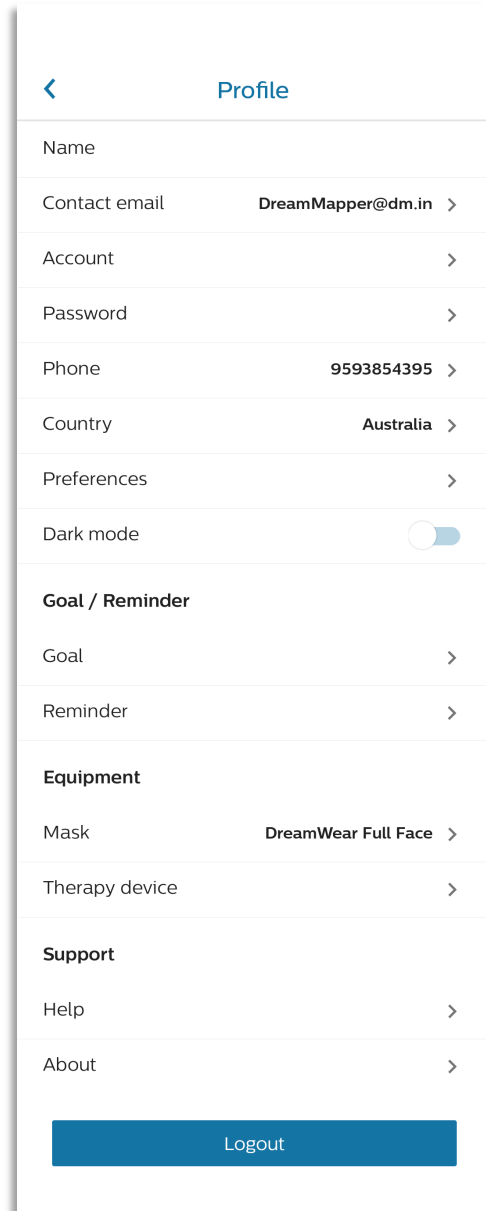 Profile
Name
Contact email DreamMapper@dm.in
Account
Password
Phone 9593854395
Country Australia
Preferences
Dark mode
Goal / Reminder
Goal
Reminder
Equipment
Mask DreamWear Full Face
Therapy device
Support
Help
About
Logout